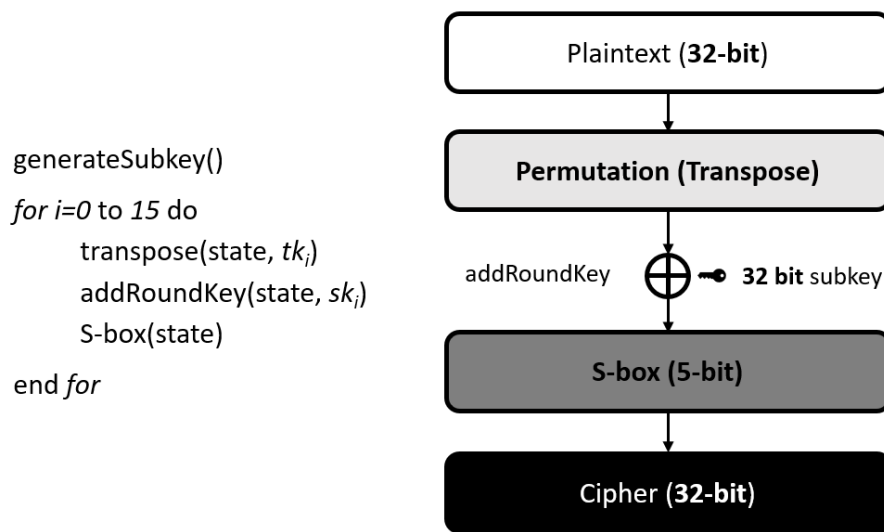 generateSubkey()
for i=0 to 15 do
transpose(state, tkᵢ)
addRoundKey(state, skᵢ)
S-box(state)
end for
Plaintext (32-bit)
Permutation (Transpose)
addRoundKey 32 bit subkey
S-box (5-bit)
Cipher (32-bit)